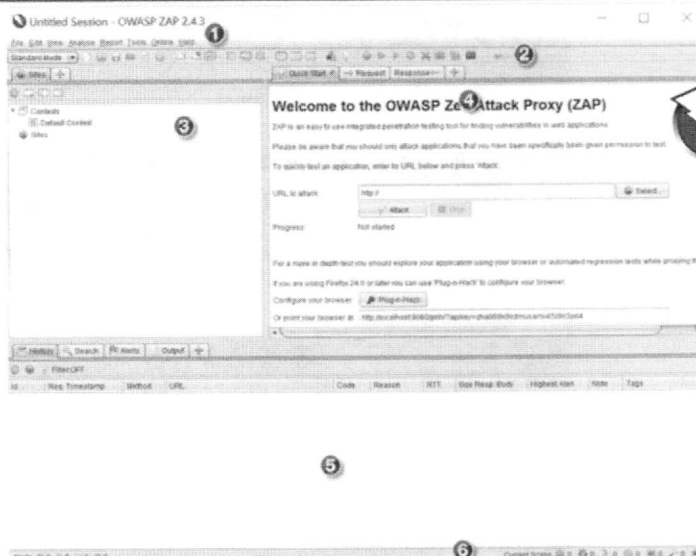 Untitled Session - OWASP ZAP 2.4.3
File Edit View Analyse Report Tools Online Help
1
Standard Mode
2
Sites
Quick Start Request Response
Contexts
Default Context
Sites
3
4
Welcome to the OWASP Zed Attack Proxy (ZAP)
ZAP is an easy to use integrated penetration testing tool for finding vulnerabilities in web applications.
Please be aware that you should only attack applications that you have been specifically been given permission to test.
To quickly test an application, enter its URL below and press 'Attack'.
URL to attack: http:// Select...
Attack Stop
Progress: Not started
For a more in depth test you should explore your application using your browser or automated regression tests while proxying
If you are using Firefox 24.0 or later you can use 'Plug-n-Hack' to configure your browser:
Configure your browser: Plug-n-Hack
Or point your browser at:
History Search Alerts Output
Filter:OFF
Id Req. Timestamp Method URL Code Reason RTT Size Resp. Body Highest Alert Note Tags
5
6
Current Scans